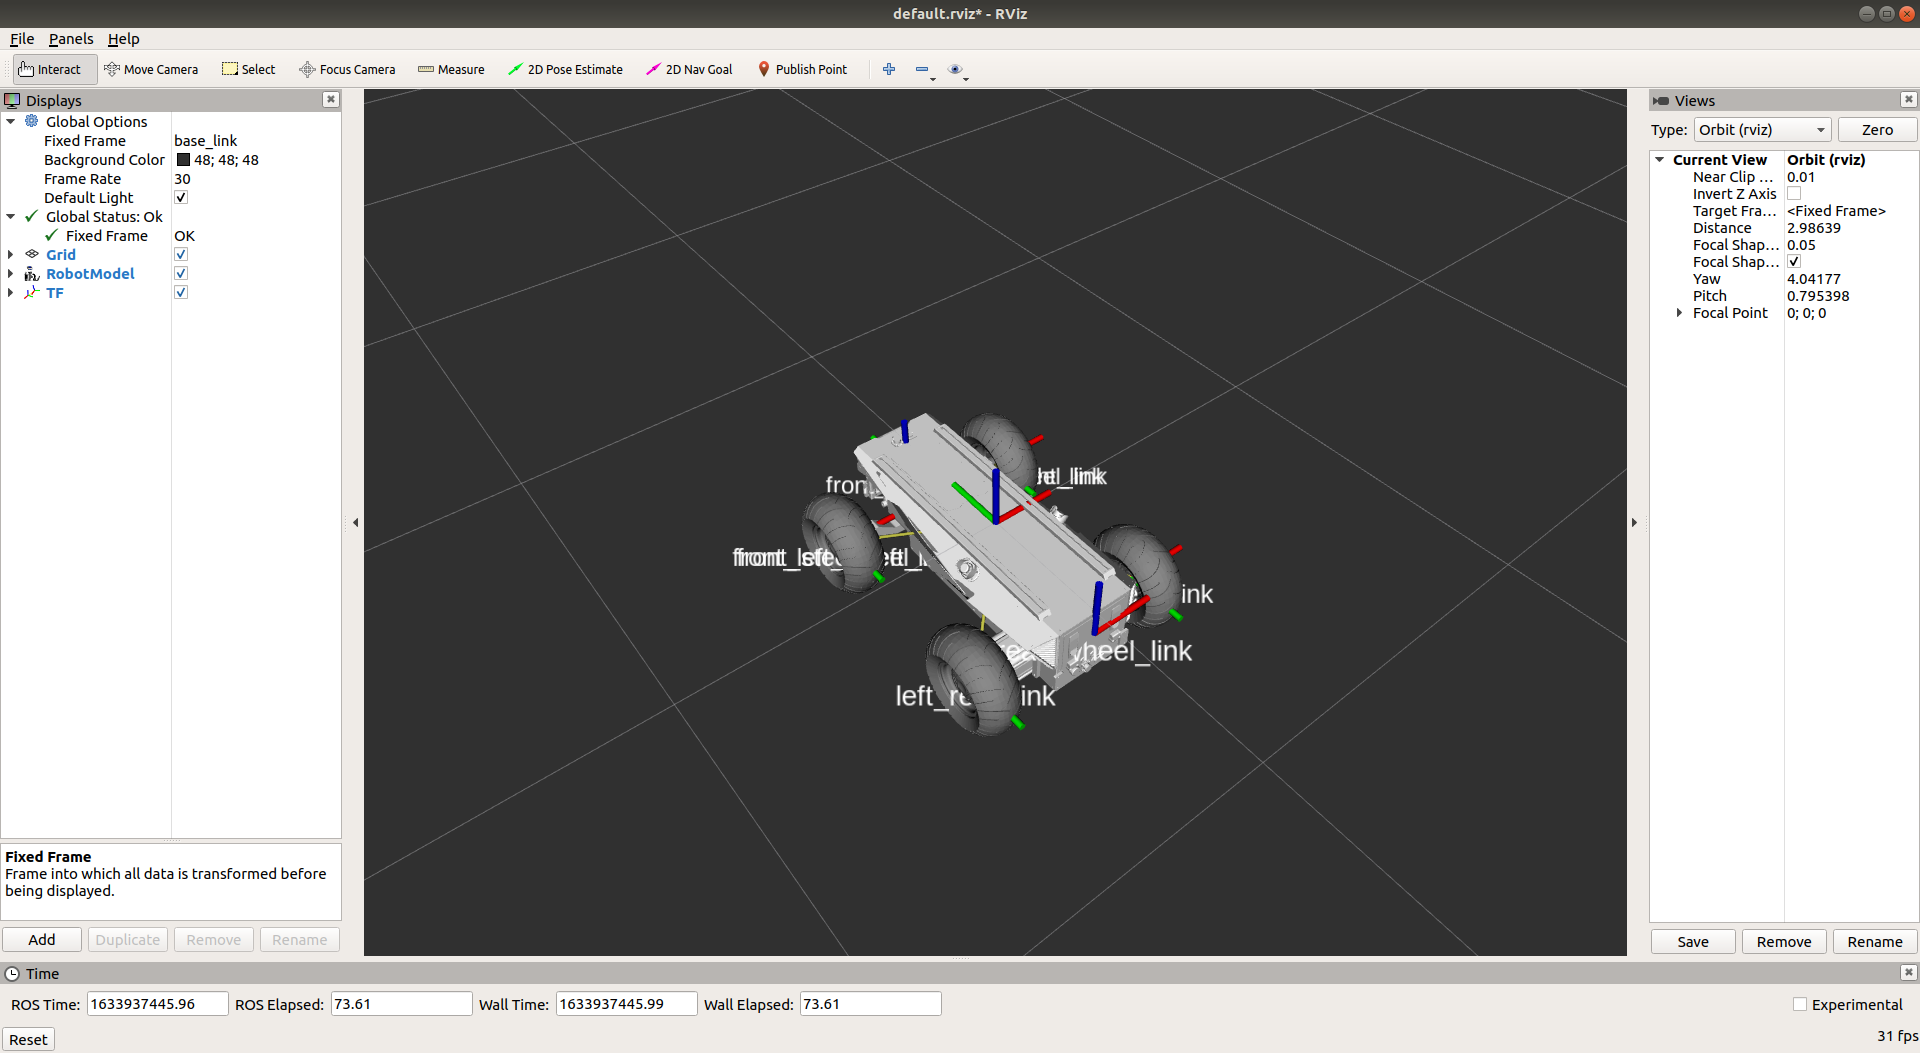 default.rviz* - RViz
File Panels Help
Interact Move Camera Select Focus Camera Measure 2D Pose Estimate 2D Nav Goal Publish Point
Displays
Global Options
Fixed Frame base_link
Background Color 48; 48; 48
Frame Rate 30
Default Light
Global Status: Ok
Fixed Frame OK
Grid
RobotModel
TF
Fixed Frame
Frame into which all data is transformed before
being displayed.
Add Duplicate Remove Rename
front_
_link
front_left_
ink
heel_link
left_re ink
Views
Type: Orbit (rviz) Zero
Current View Orbit (rviz)
Near Clip ... 0.01
Invert Z Axis
Target Fra... <Fixed Frame>
Distance 2.98639
Focal Shap... 0.05
Focal Shap...
Yaw 4.04177
Pitch 0.795398
Focal Point 0; 0; 0
Save Remove Rename
Time
ROS Time: 1633937445.96 ROS Elapsed: 73.61 Wall Time: 1633937445.99 Wall Elapsed: 73.61 Experimental
Reset 31 fps